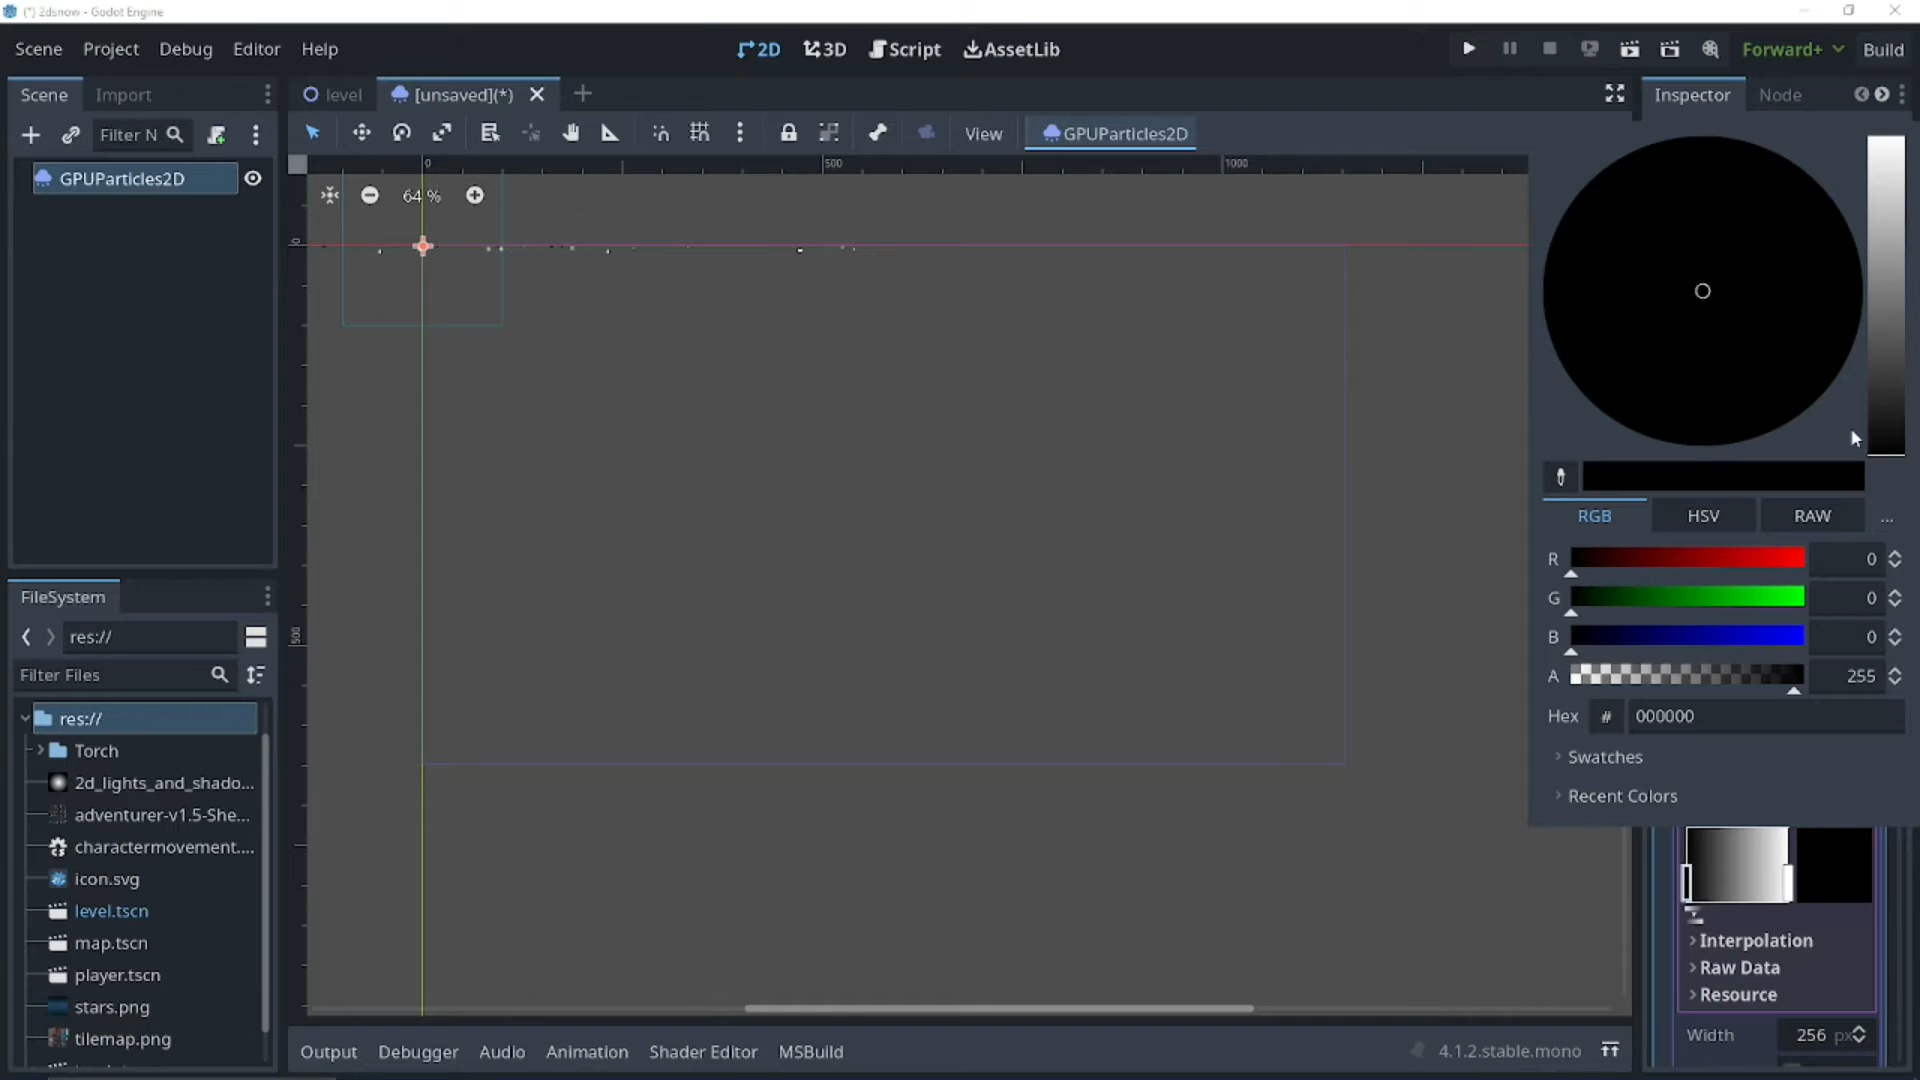 (*) 2dsnow - Godot Engine
Scene Project Debug Editor Help
2D 3D Script AssetLib
Forward+ Build
Scene Import
level [unsaved](*)
Inspector Node
Filter N
View GPUParticles2D
GPUParticles2D
0 500 1000
64 %
0
500
RGB HSV RAW ...
R 0
G 0
B 0
A 255
Hex # 000000
Swatches
Recent Colors
Interpolation
Raw Data
Resource
Width 256 px
FileSystem
res://
Filter Files
res://
Torch
2d_lights_and_shado...
adventurer-v1.5-She...
charactermovement....
icon.svg
level.tscn
map.tscn
player.tscn
stars.png
tilemap.png
Output Debugger Audio Animation Shader Editor MSBuild
4.1.2.stable.mono